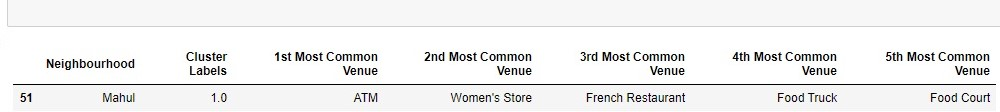 Neighbourhood Cluster Labels 1st Most Common Venue 2nd Most Common Venue 3rd Most Common Venue 4th Most Common Venue 5th Most Common Venue
51 Mahul 1.0 ATM Women's Store French Restaurant Food Truck Food Court